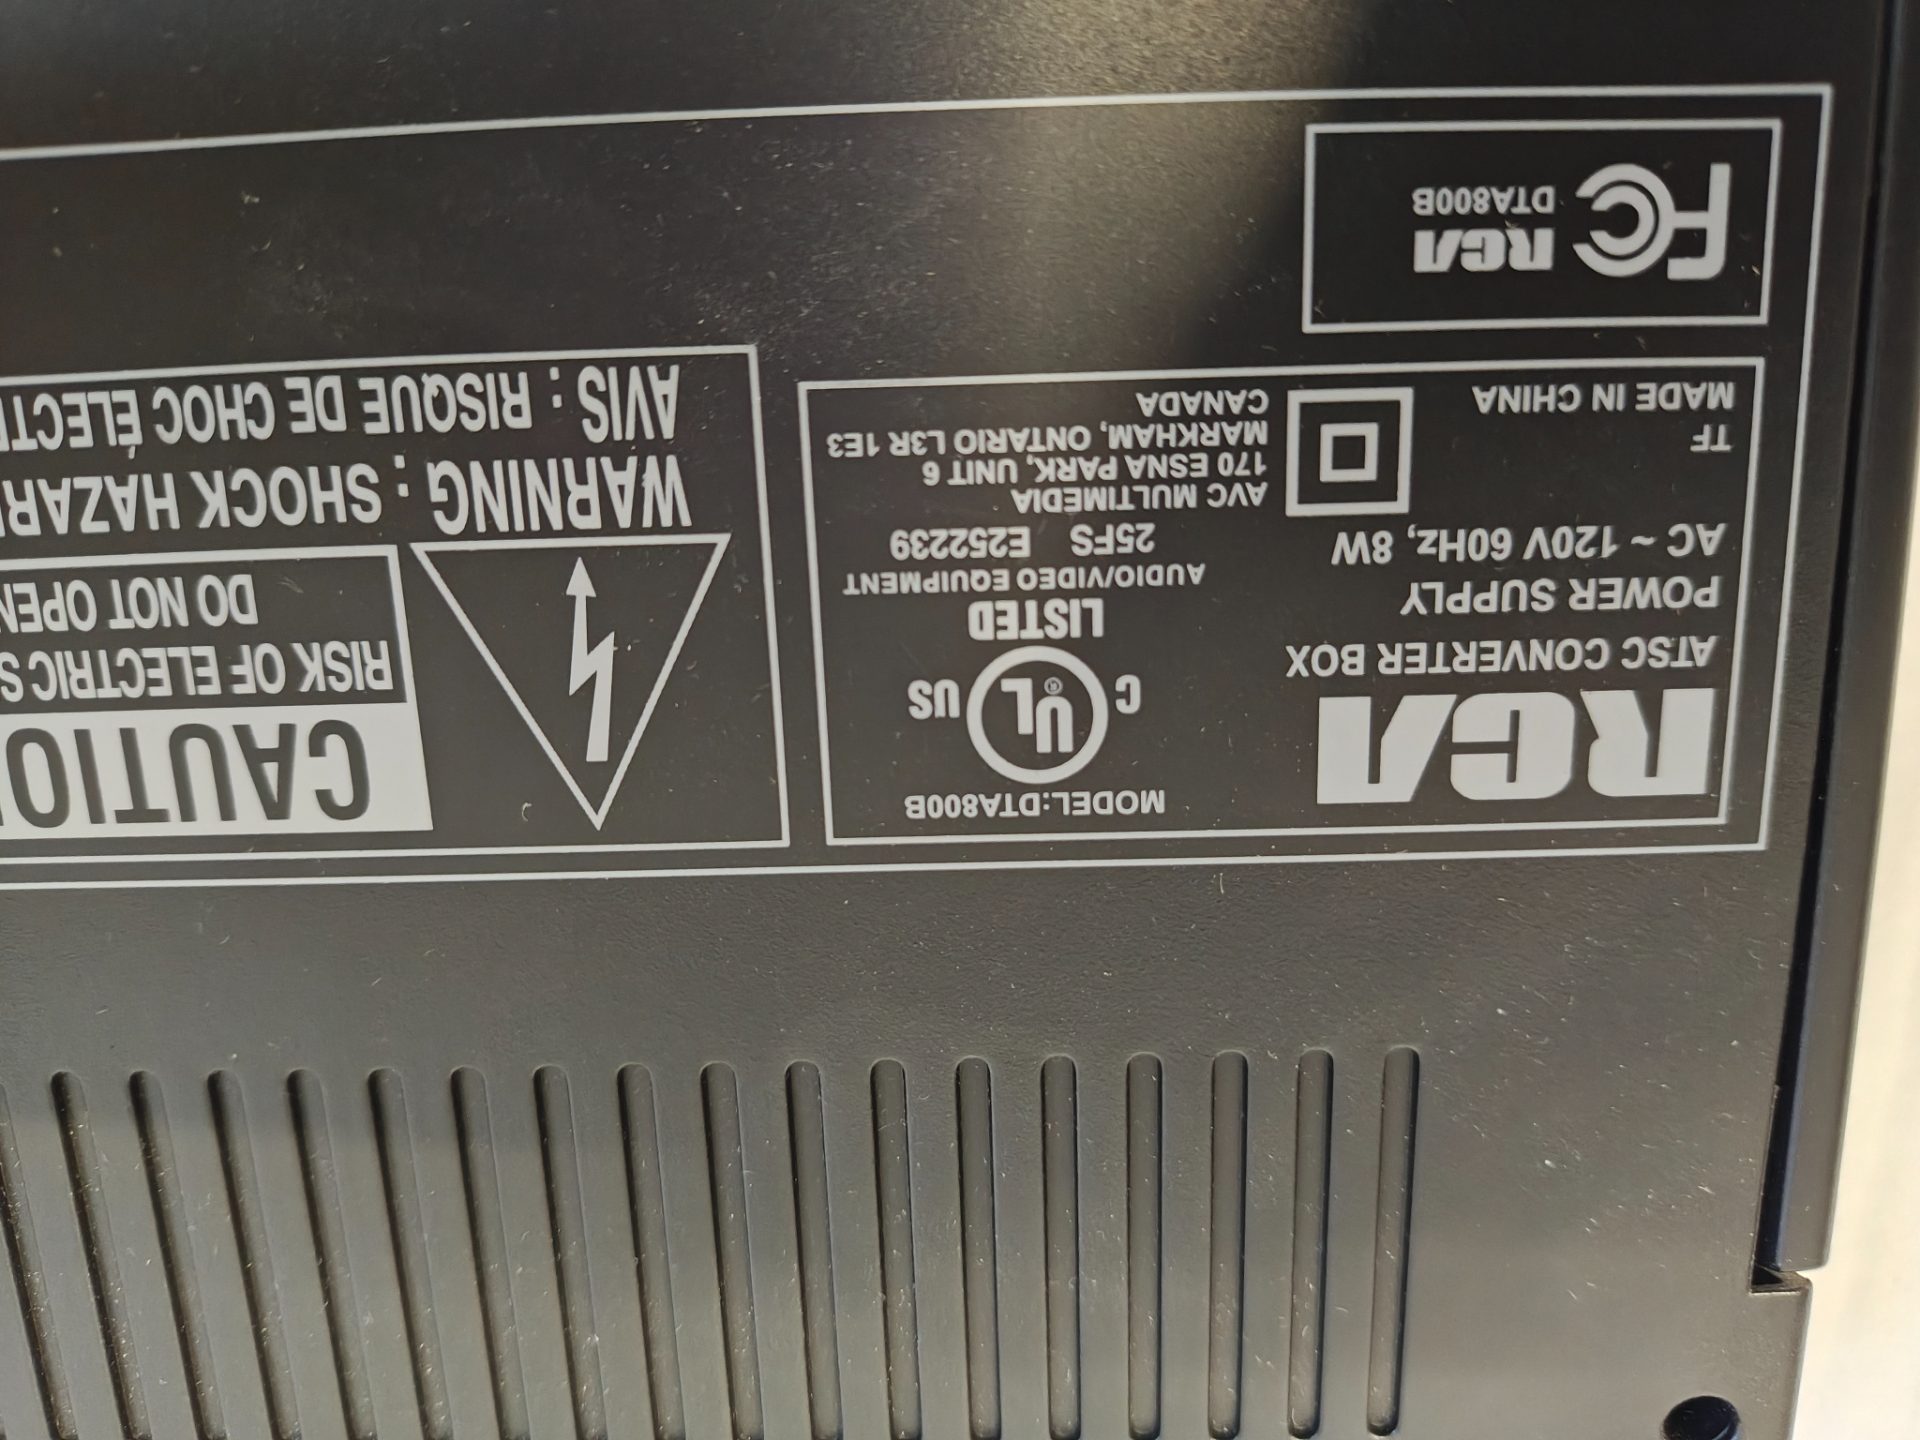 RCA
ATSC CONVERTER BOX
POWER SUPPLY
AC ~ 120V 60Hz, 8W
TF
MADE IN CHINA
MODEL:DTA800B
C UL ® US
LISTED
AUDIO/VIDEO EQUIPMENT
25FS E252239
AVC MULTIMEDIA
170 ESNA PARK, UNIT 6
MARKHAM, ONTARIO L3R 1E3
CANADA
CAUTIO
RISK OF ELECTRIC S
DO NOT OPEN
WARNING : SHOCK HAZAR
AVIS : RISQUE DE CHOC ÉLECT
FC RCA
DTA800B